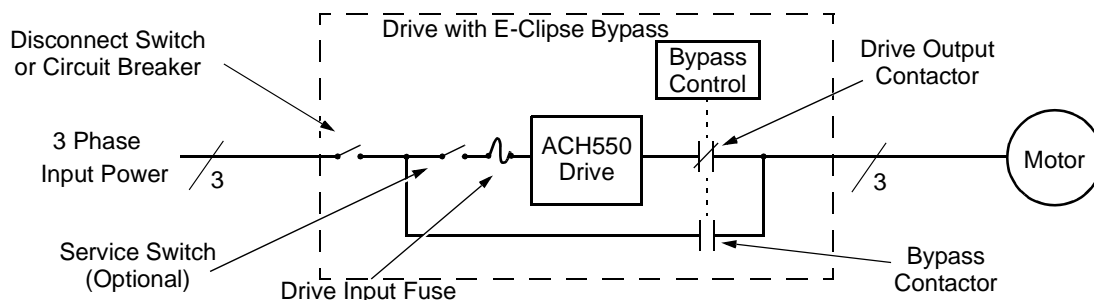 Drive with E-Clipse Bypass
Disconnect Switch
or Circuit Breaker
Bypass
Control
Drive Output
Contactor
3 Phase
Input Power
3
ACH550
Drive
3
Motor
Service Switch
(Optional)
Drive Input Fuse
Bypass
Contactor